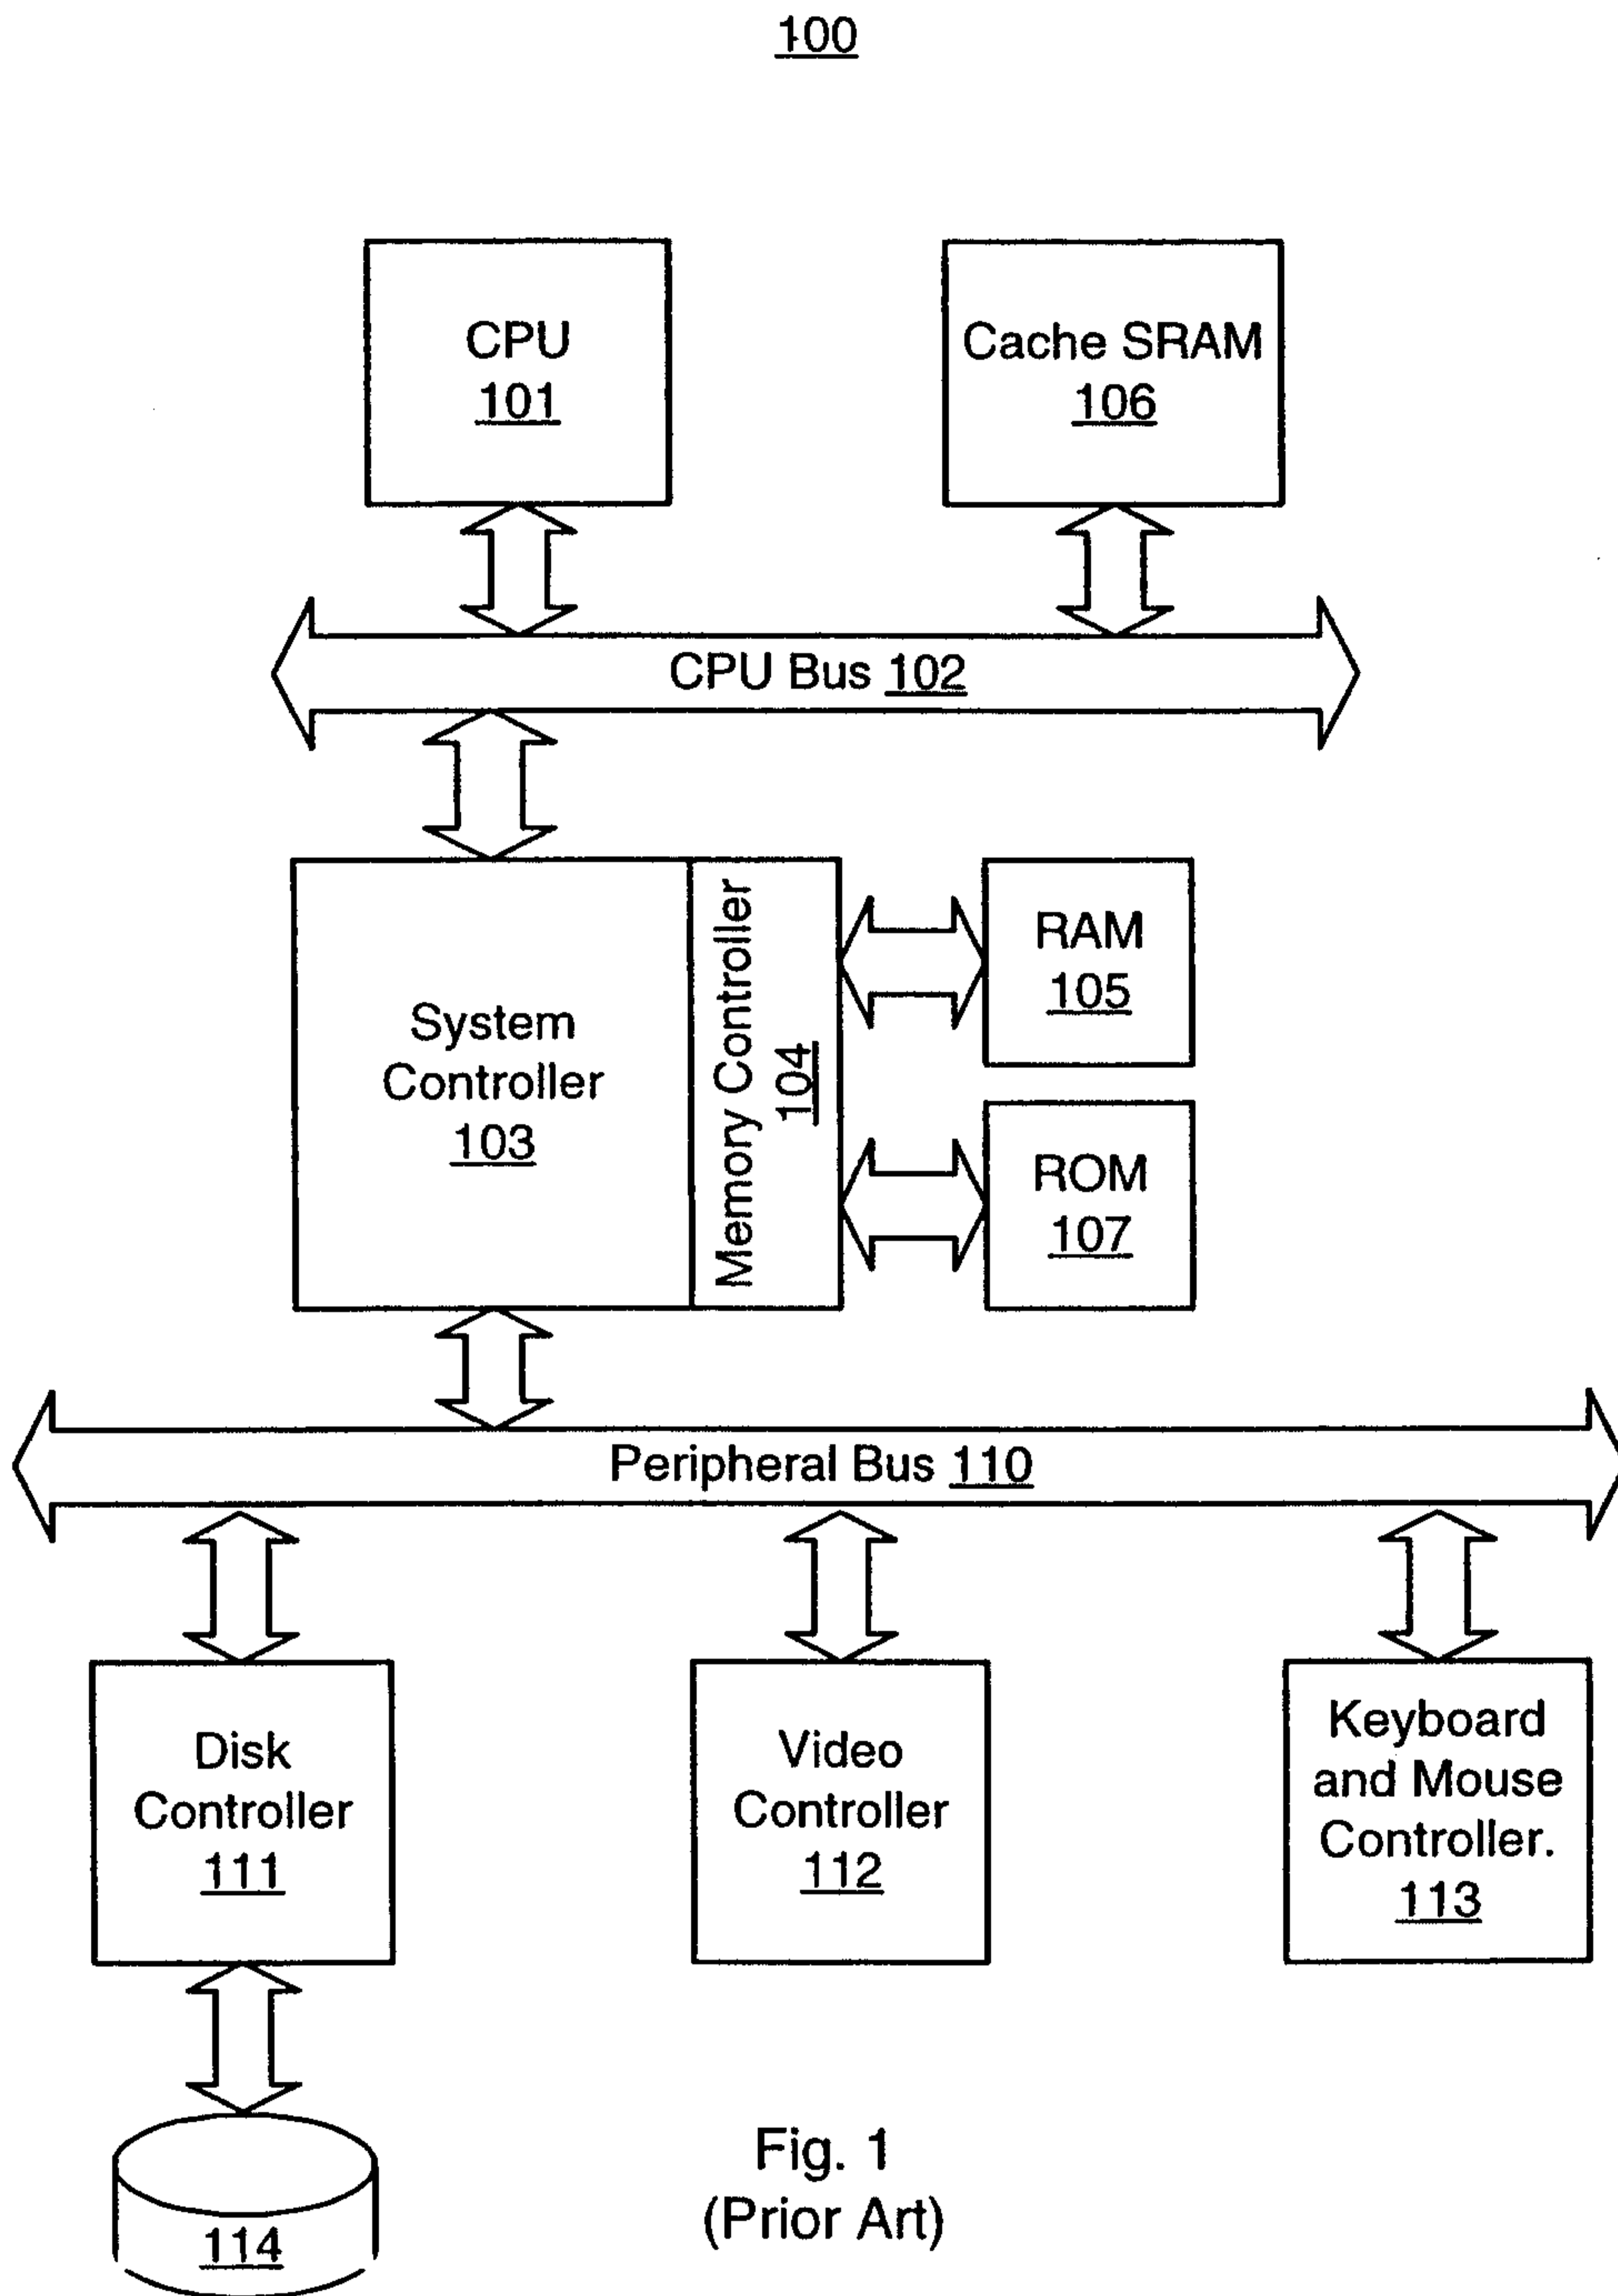 100
CPU
101
Cache SRAM
106
CPU Bus 102
System
Controller
103
Memory Controller
104
RAM
105
ROM
107
Peripheral Bus 110
Disk
Controller
111
Video
Controller
112
Keyboard
and Mouse
Controller.
113
114
Fig. 1
(Prior Art)